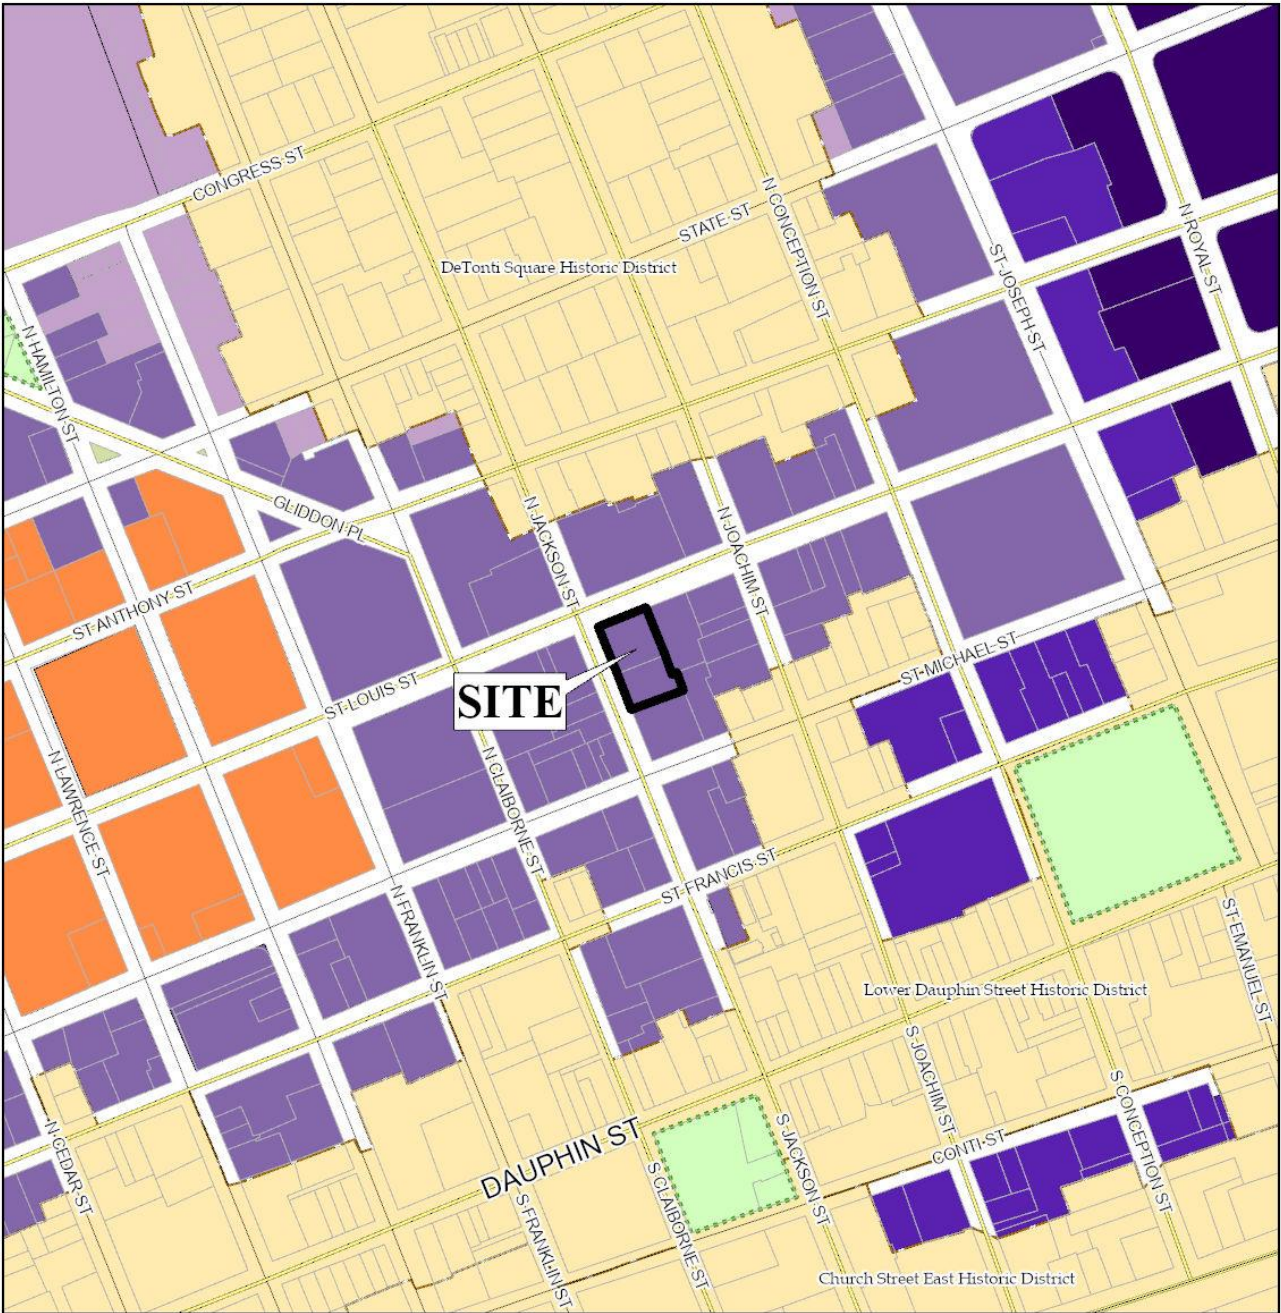 CONGRESS ST
N CONCEPTION ST
STATE ST
N ROYAL ST
DeTonti Square Historic District
ST JOSEPH ST
N HAMILTON ST
GLIDDON PL
N JACKSON ST
N JOACHIM ST
ST ANTHONY ST
ST MICHAEL ST
ST LOUIS ST
SITE
N LAWRENCE ST
N CLAIBORNE ST
ST FRANCIS ST
N FRANKLIN ST
ST EMANUEL ST
Lower Dauphin Street Historic District
S JOACHIM ST
S CONCEPTION ST
N CEDAR ST
DAUPHIN ST
S JACKSON ST
CONTI ST
S CLAIBORNE ST
S FRANKLIN ST
Church Street East Historic District